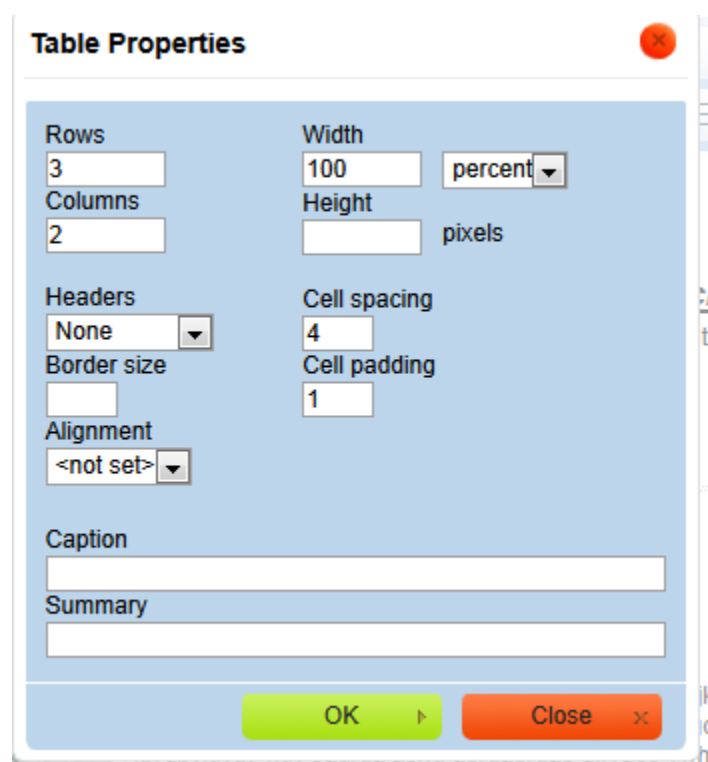 Table Properties
Rows Width
3 100 percent
Columns Height
2 pixels
Headers Cell spacing
None 4
Border size Cell padding
1
Alignment
<not set>
Caption
Summary
OK Close